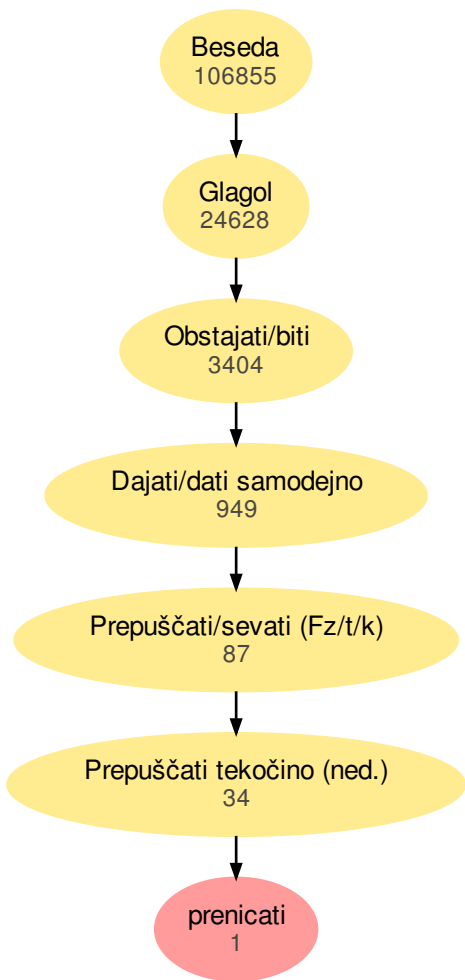 Beseda
106855
Glagol
24628
Obstajati/biti
3404
Dajati/dati samodejno
949
Prepuščati/sevati (Fz/t/k)
87
Prepuščati tekočino (ned.)
34
prenicati
1